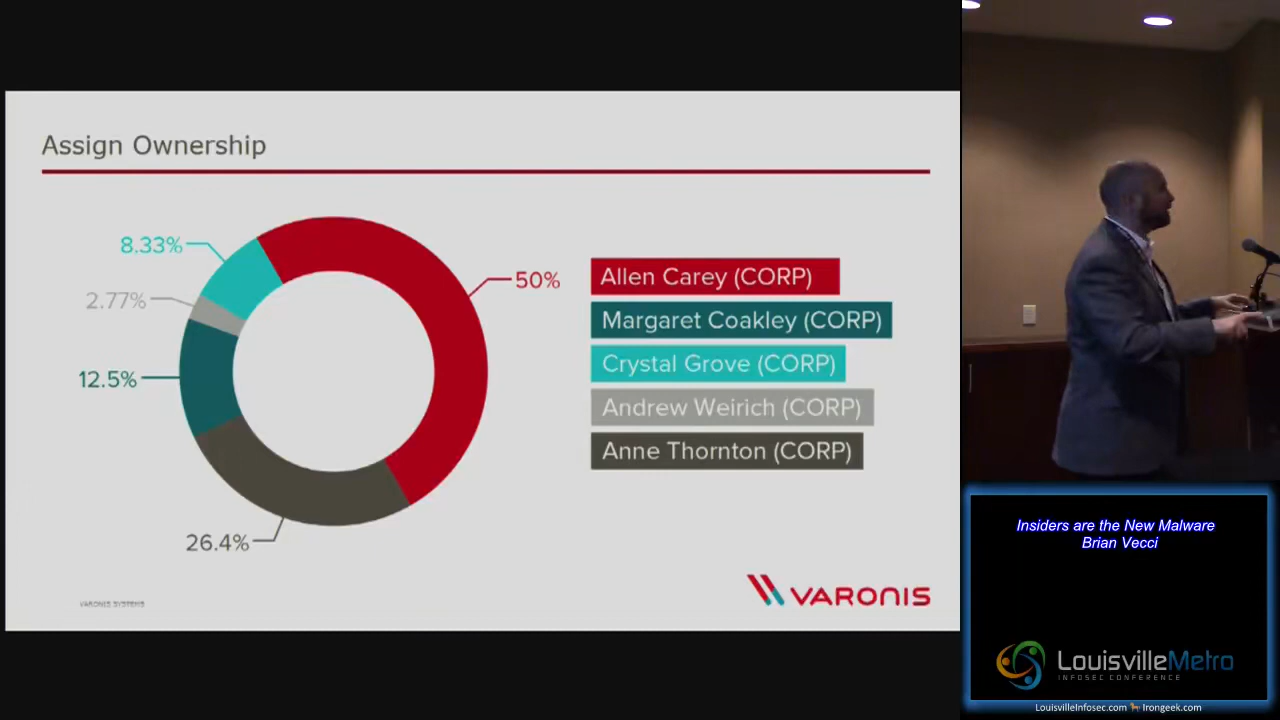 Assign Ownership
8.33%
2.77%
12.5%
26.4%
50%
Allen Carey (CORP)
Margaret Coakley (CORP)
Crystal Grove (CORP)
Andrew Weirich (CORP)
Anne Thornton (CORP)
VARONIS SYSTEMS
VARONIS
Insiders are the New Malware
Brian Vecci
LouisvilleMetro
INFOSEC CONFERENCE
LouisvilleInfosec.com Irongeek.com